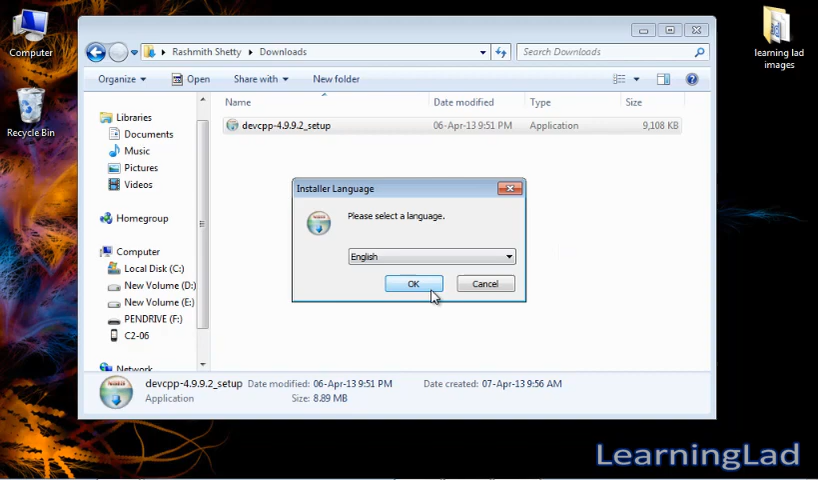 Computer
Recycle Bin
learning lad
images
Rashmith Shetty
Downloads
Search Downloads
Organize
Open
Share with
New folder
Libraries
Documents
Music
Pictures
Videos
Homegroup
Computer
Local Disk (C:)
New Volume (D:)
New Volume (E:)
PENDRIVE (F:)
C2-06
Network
Name
Date modified
Type
Size
devcpp-4.9.9.2_setup
06-Apr-13 9:51 PM
Application
9,108 KB
Installer Language
Please select a language.
English
OK
Cancel
devcpp-4.9.9.2_setup Date modified: 06-Apr-13 9:51 PM Date created: 07-Apr-13 9:56 AM
Application Size: 8.89 MB
LearningLad